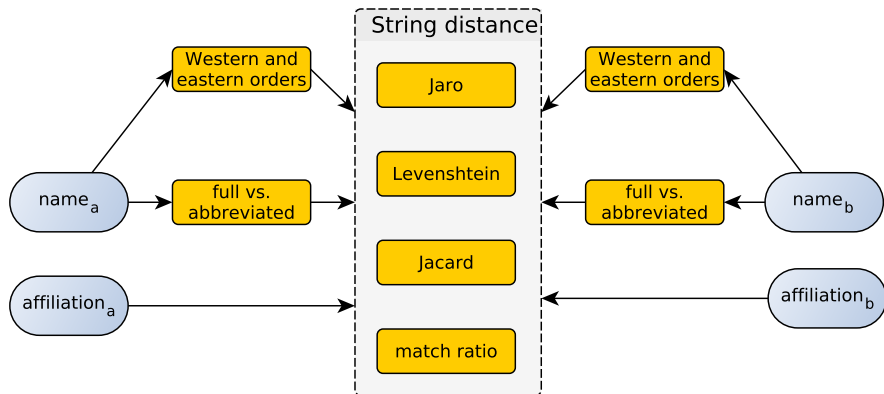 String distance
Western and
eastern orders
Jaro
Western and
eastern orders
name_a
full vs.
abbreviated
Levenshtein
full vs.
abbreviated
name_b
affiliation_a
Jacard
affiliation_b
match ratio